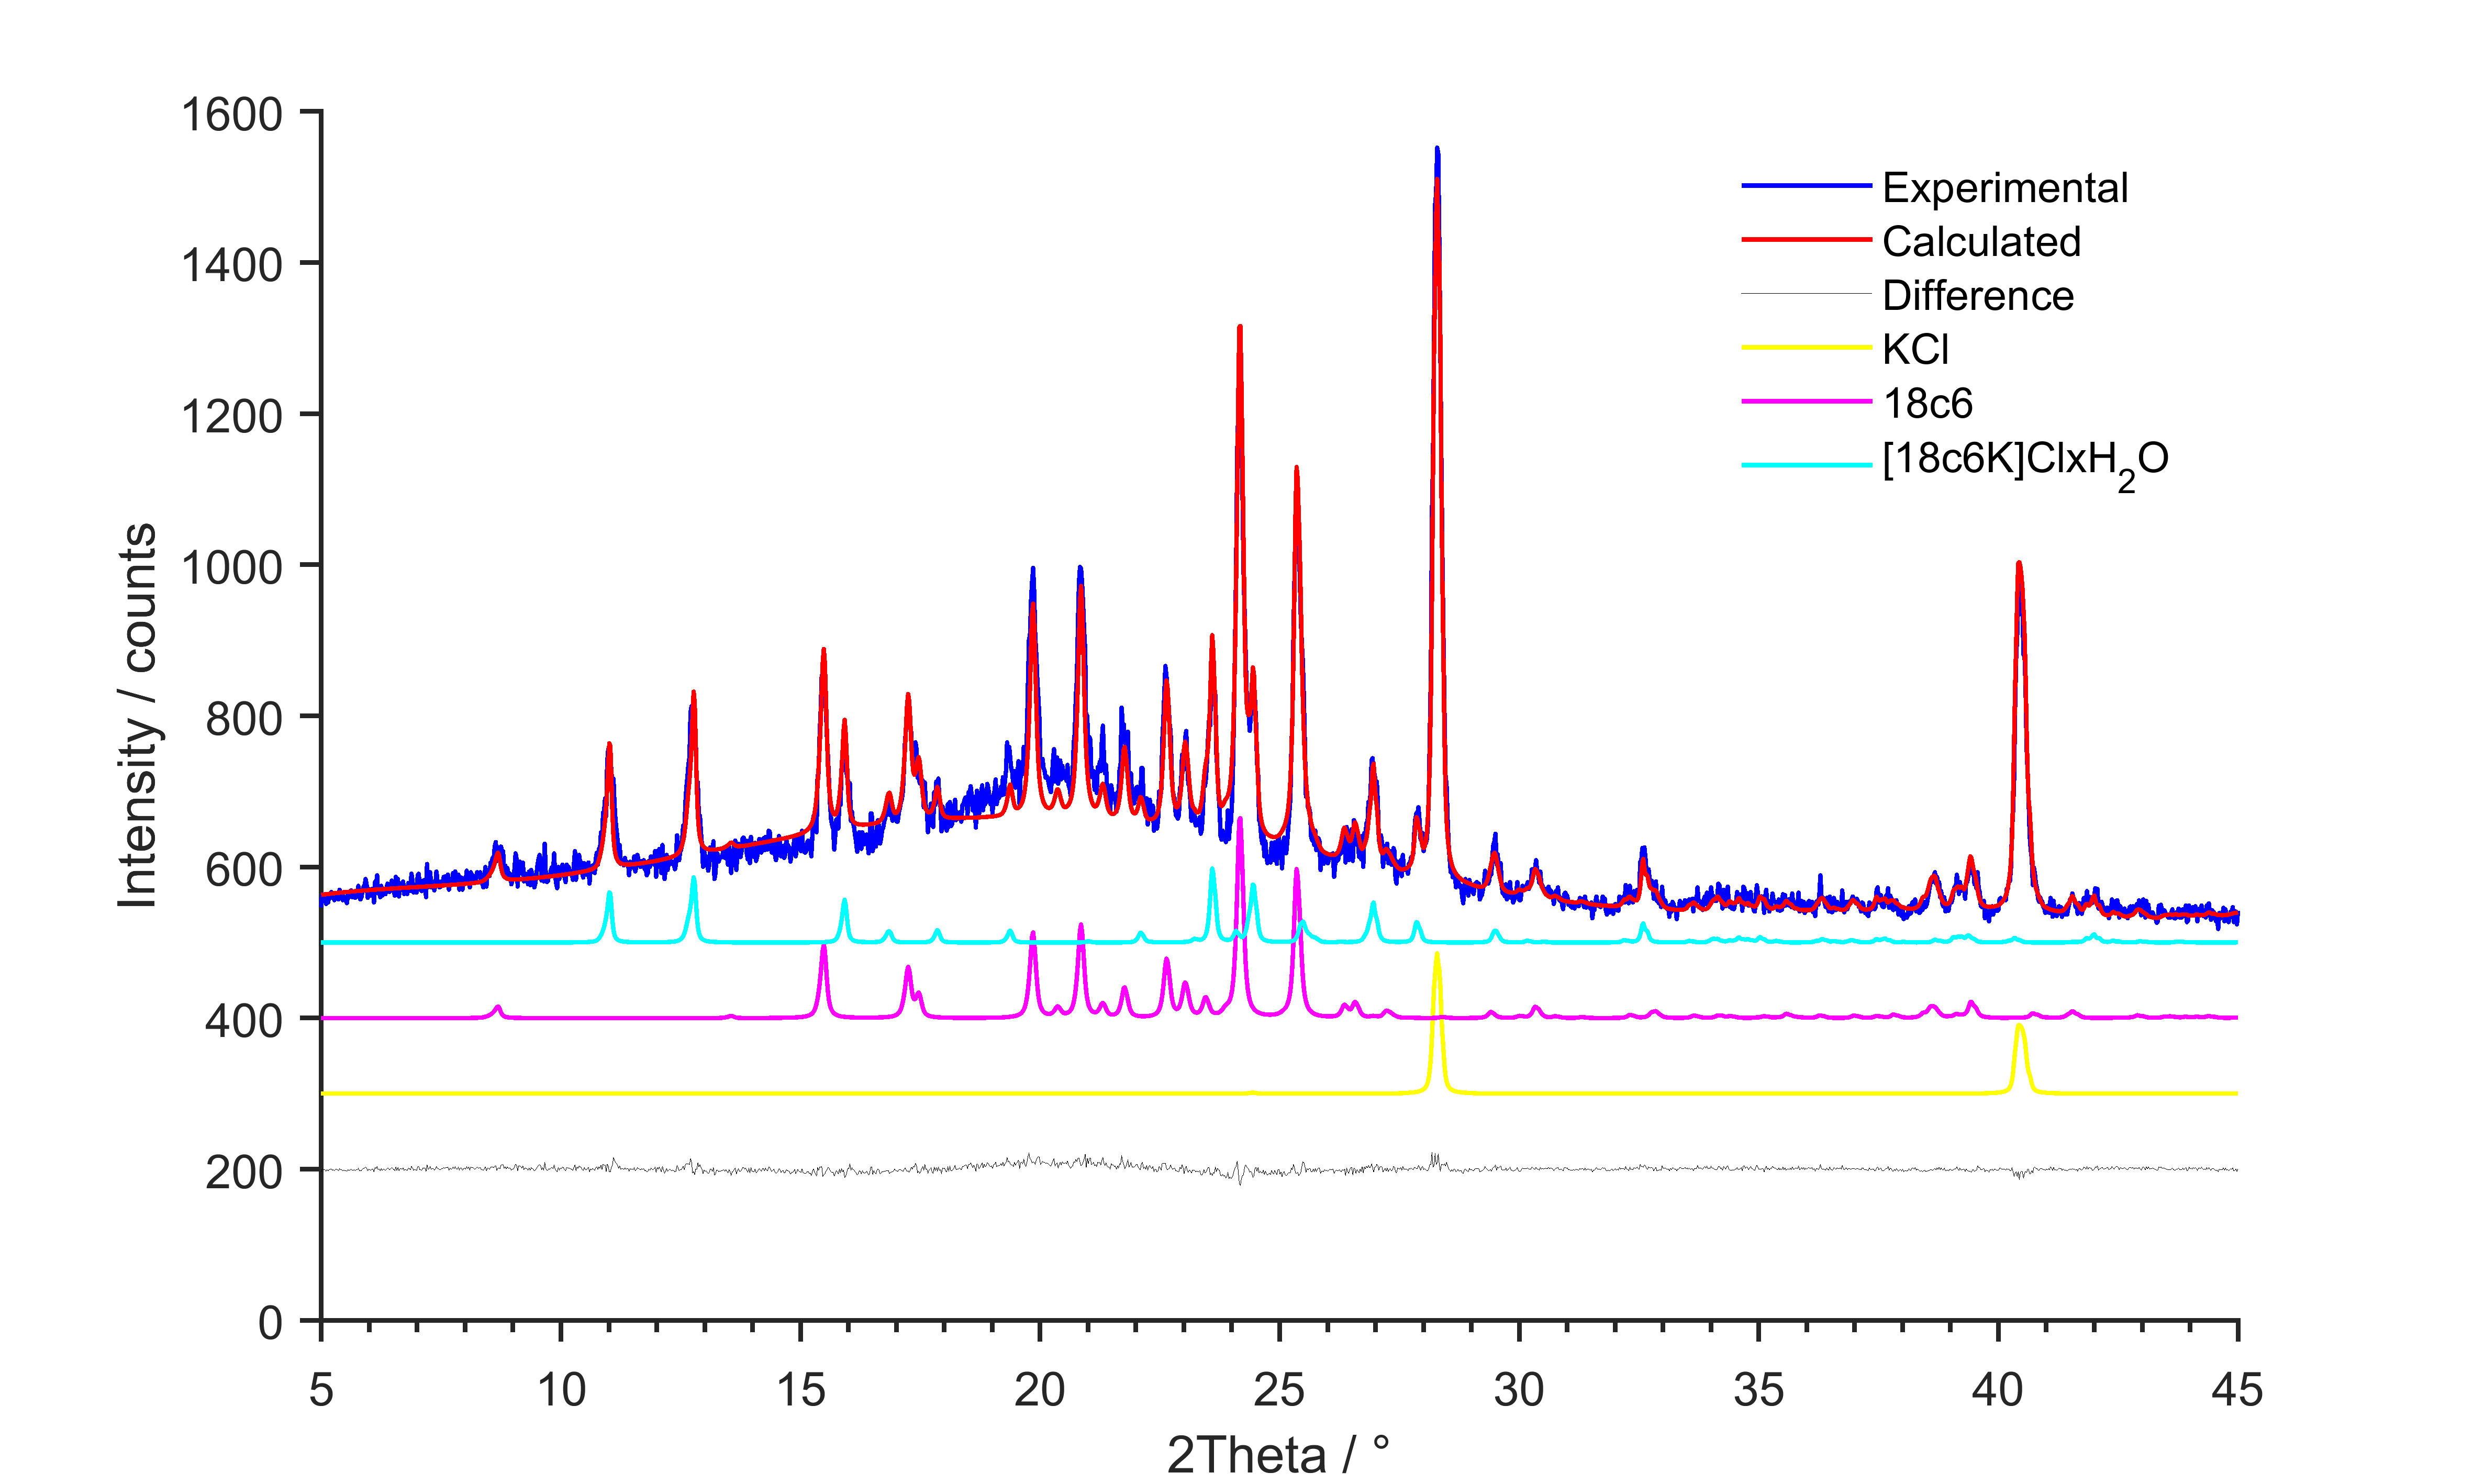 1600
1400
1200
1000
800
600
400
200
0
Intensity / counts
Experimental
Calculated
Difference
KCl
18c6
[18c6K]ClxH2O
5 10 15 20 25 30 35 40 45
2Theta / °